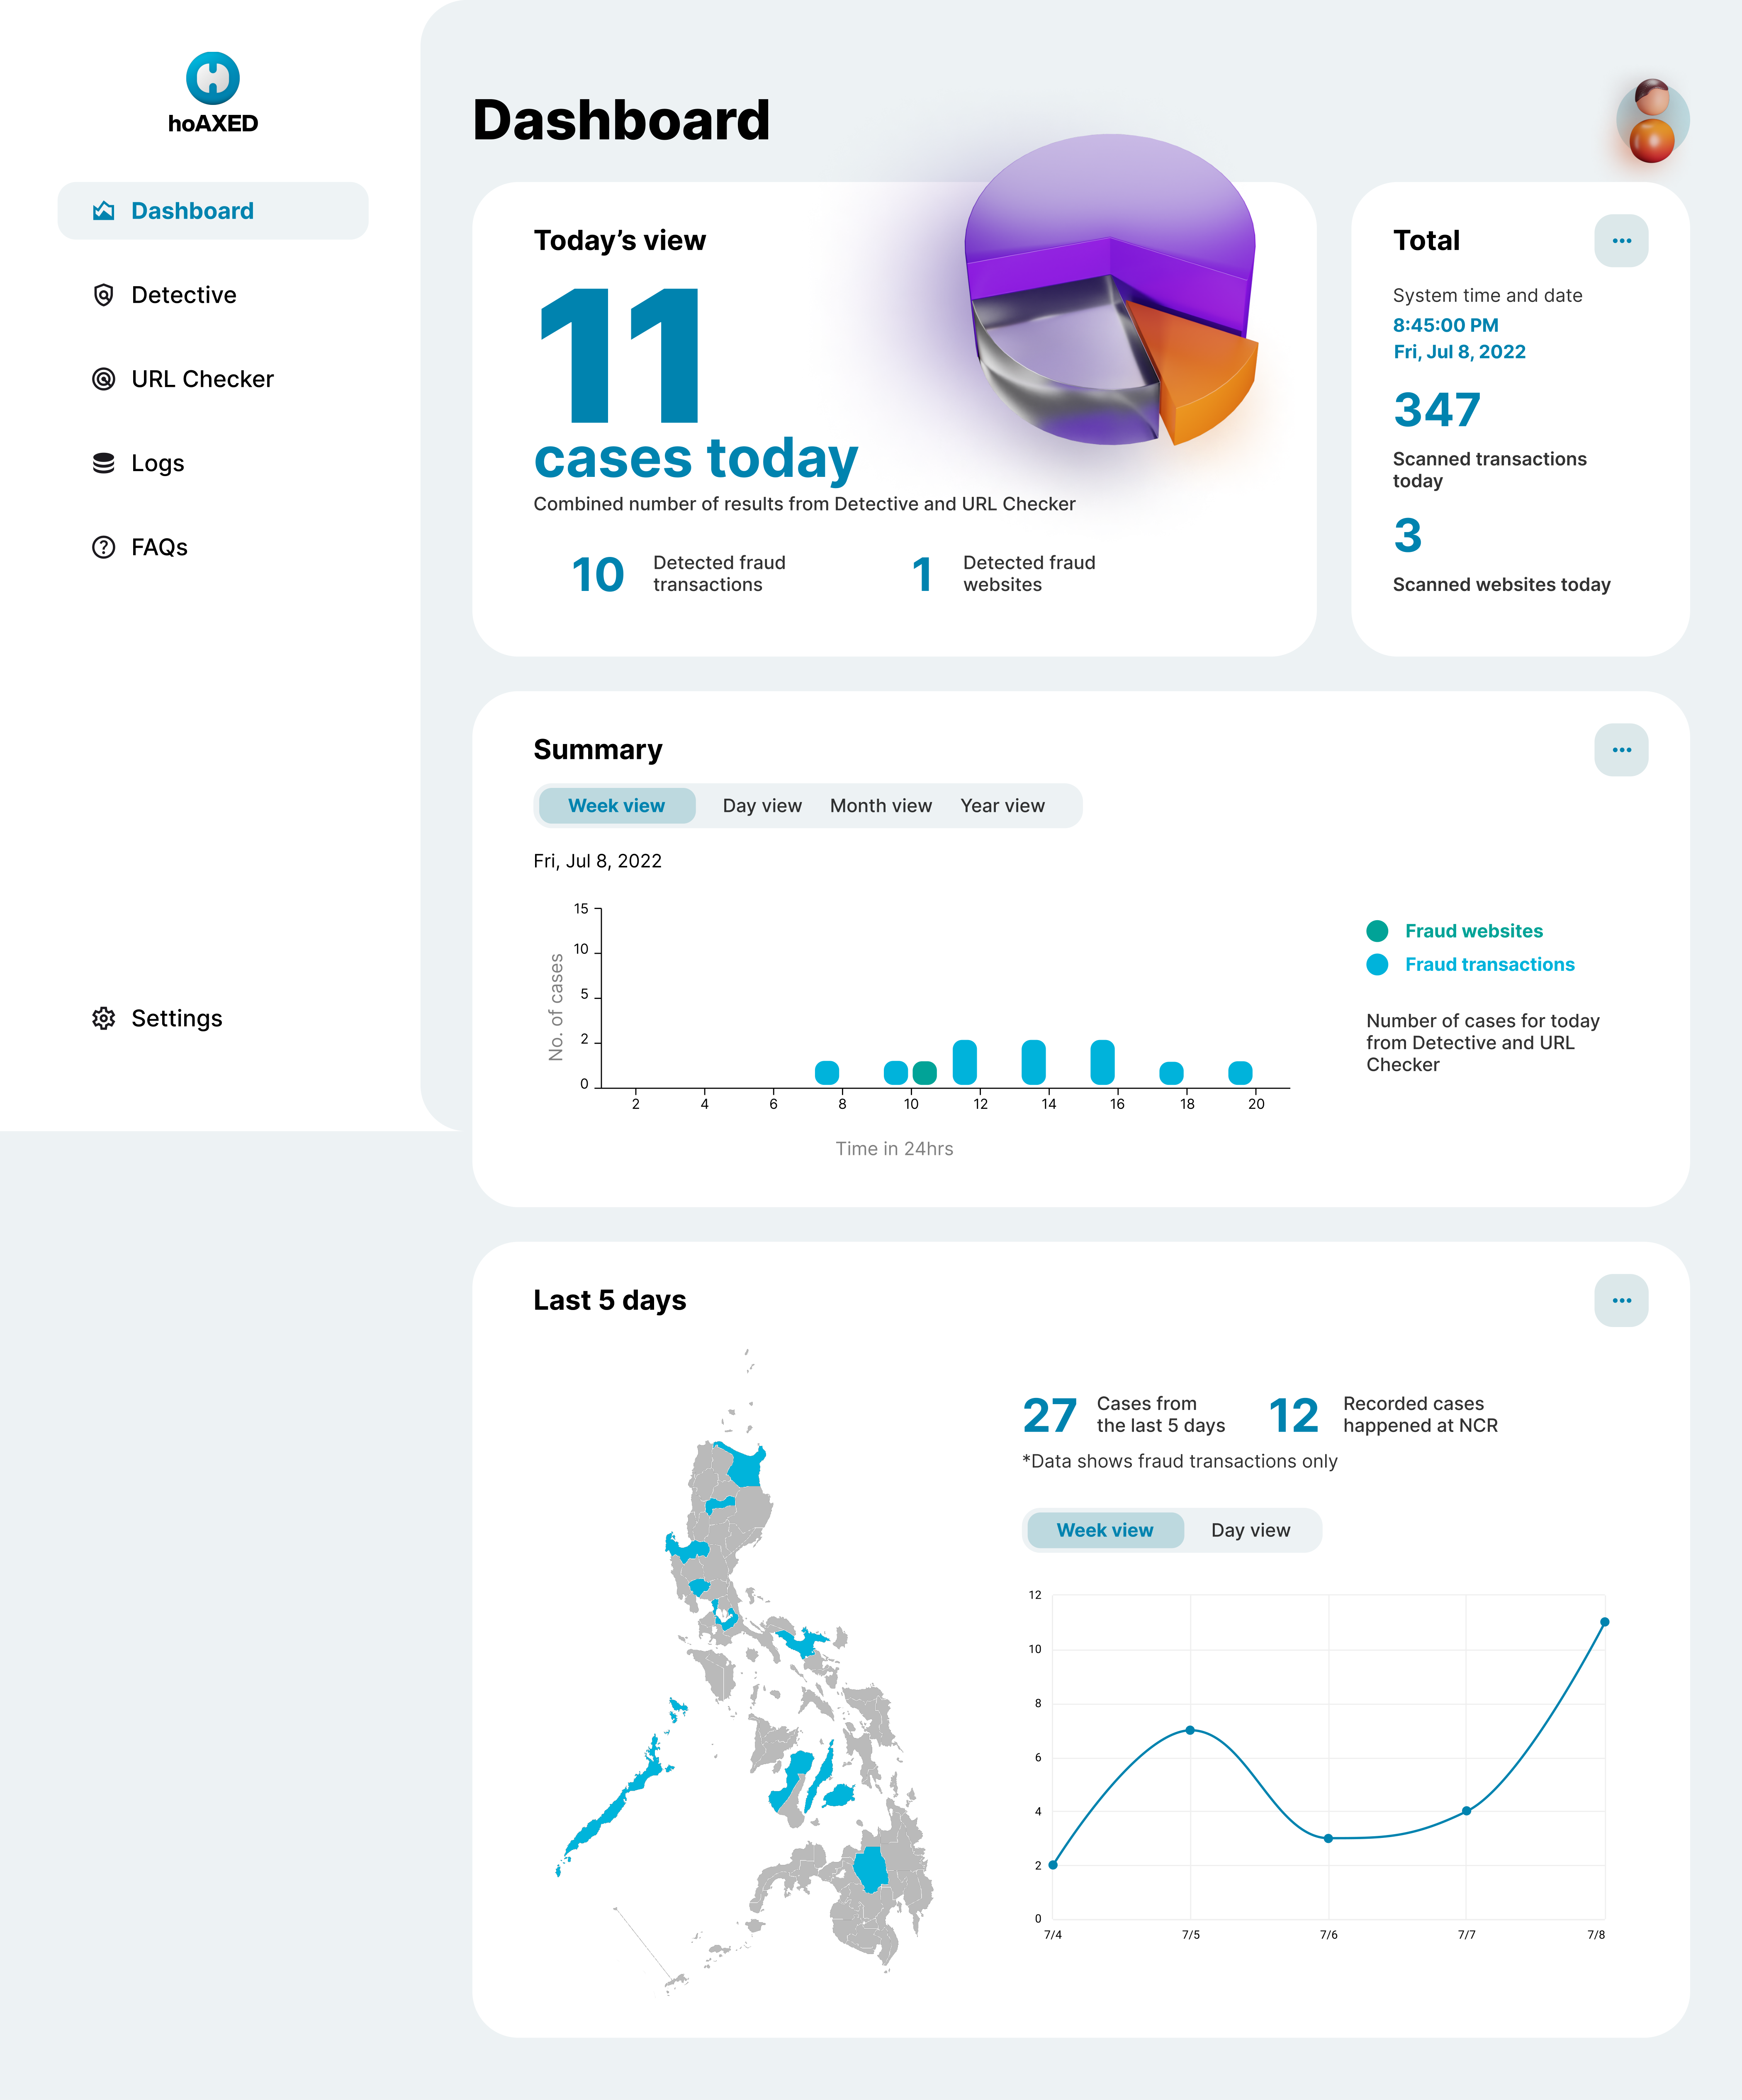 hoAXED
Dashboard
Detective
URL Checker
Logs
FAQs
Settings
Dashboard
Today’s view
11
cases today
Combined number of results from Detective and URL Checker
10
Detected fraud
transactions
1
Detected fraud
websites
Total
System time and date
8:45:00 PM
Fri, Jul 8, 2022
347
Scanned transactions
today
3
Scanned websites today
Summary
Week view Day view Month view Year view
Fri, Jul 8, 2022
No. of cases
15
10
5
2
0
2 4 6 8 10 12 14 16 18 20
Time in 24hrs
Fraud websites
Fraud transactions
Number of cases for today
from Detective and URL
Checker
Last 5 days
27
Cases from
the last 5 days
12
Recorded cases
happened at NCR
*Data shows fraud transactions only
Week view Day view
12
10
8
6
4
2
0
7/4 7/5 7/6 7/7 7/8